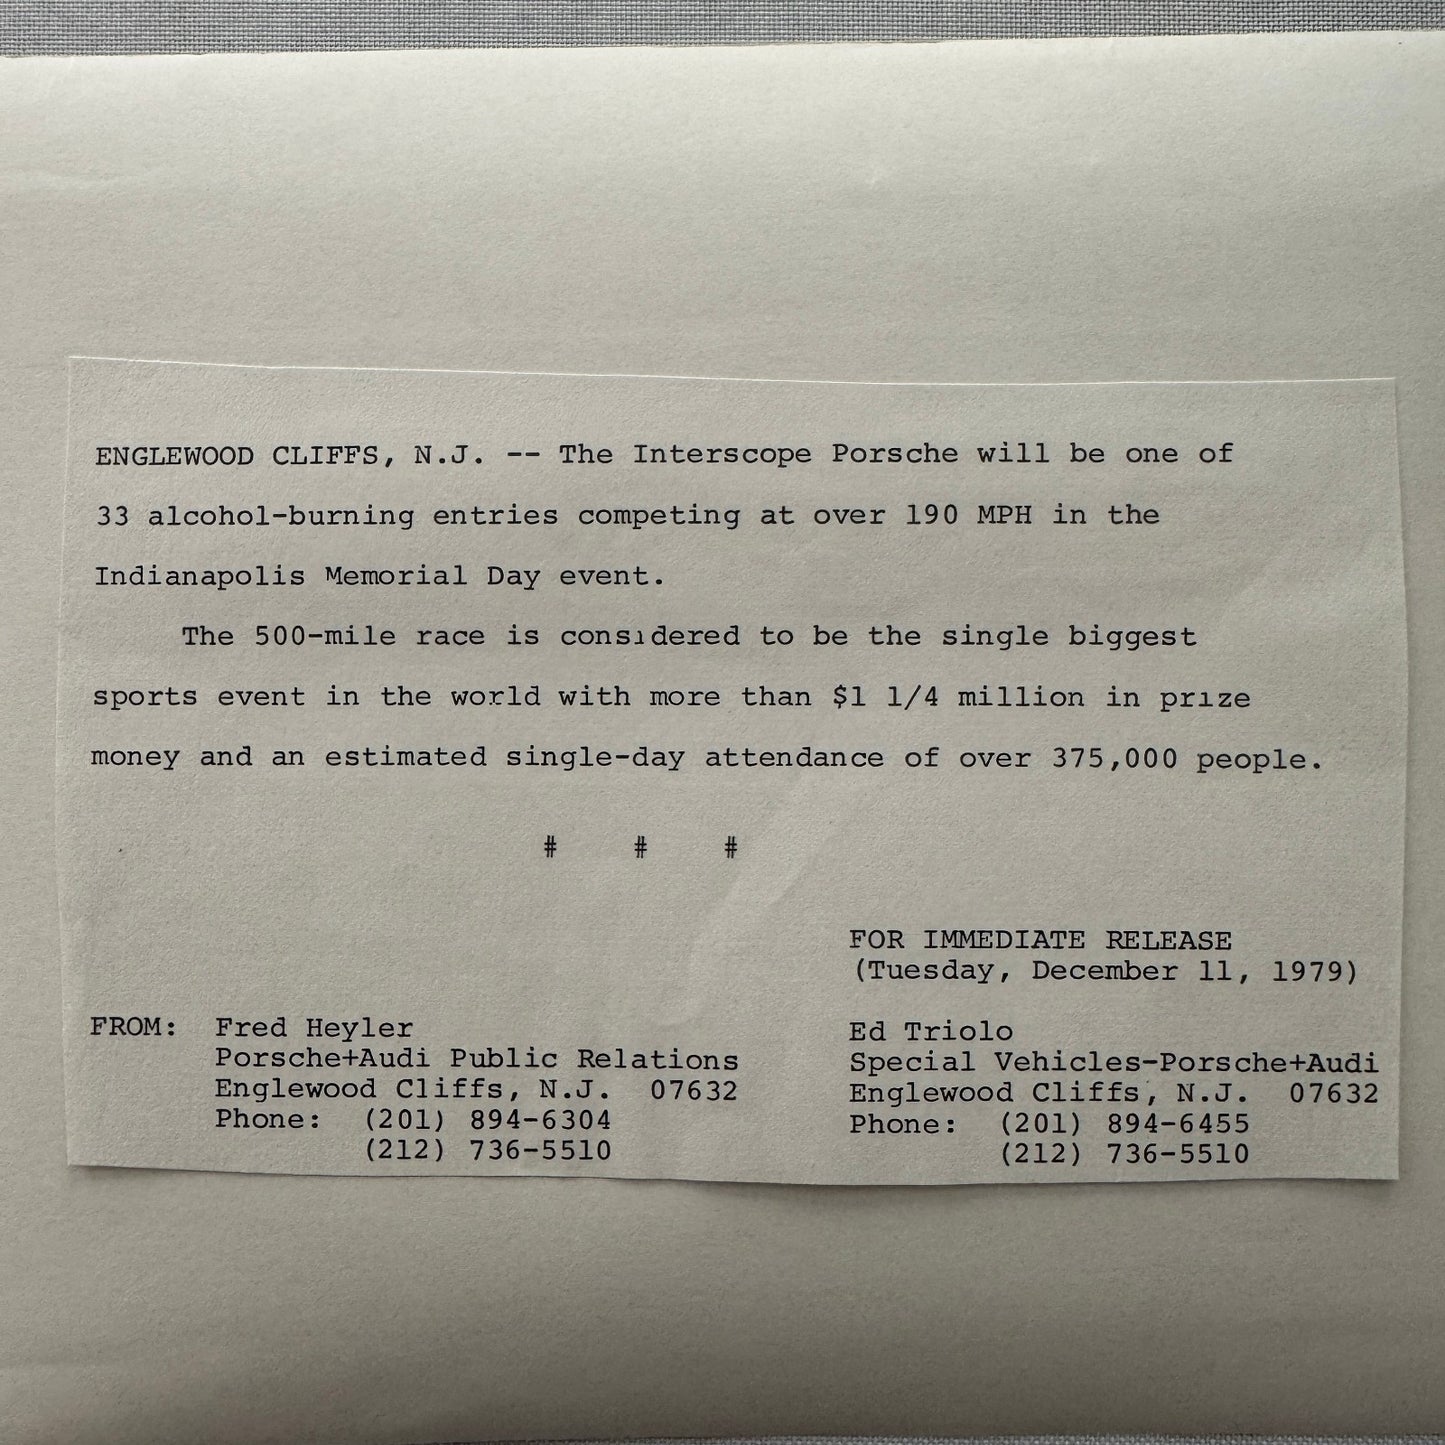 ENGLEWOOD CLIFFS, N.J. -- The Interscope Porsche will be one of
33 alcohol-burning entries competing at over 190 MPH in the
Indianapolis Memorial Day event.
The 500-mile race is considered to be the single biggest
sports event in the world with more than $1 1/4 million in prize
money and an estimated single-day attendance of over 375,000 people.
# # #
FOR IMMEDIATE RELEASE
(Tuesday, December 11, 1979)
FROM: Fred Heyler
Porsche+Audi Public Relations
Englewood Cliffs, N.J. 07632
Phone: (201) 894-6304
(212) 736-5510
Ed Triolo
Special Vehicles-Porsche+Audi
Englewood Cliffs, N.J. 07632
Phone: (201) 894-6455
(212) 736-5510